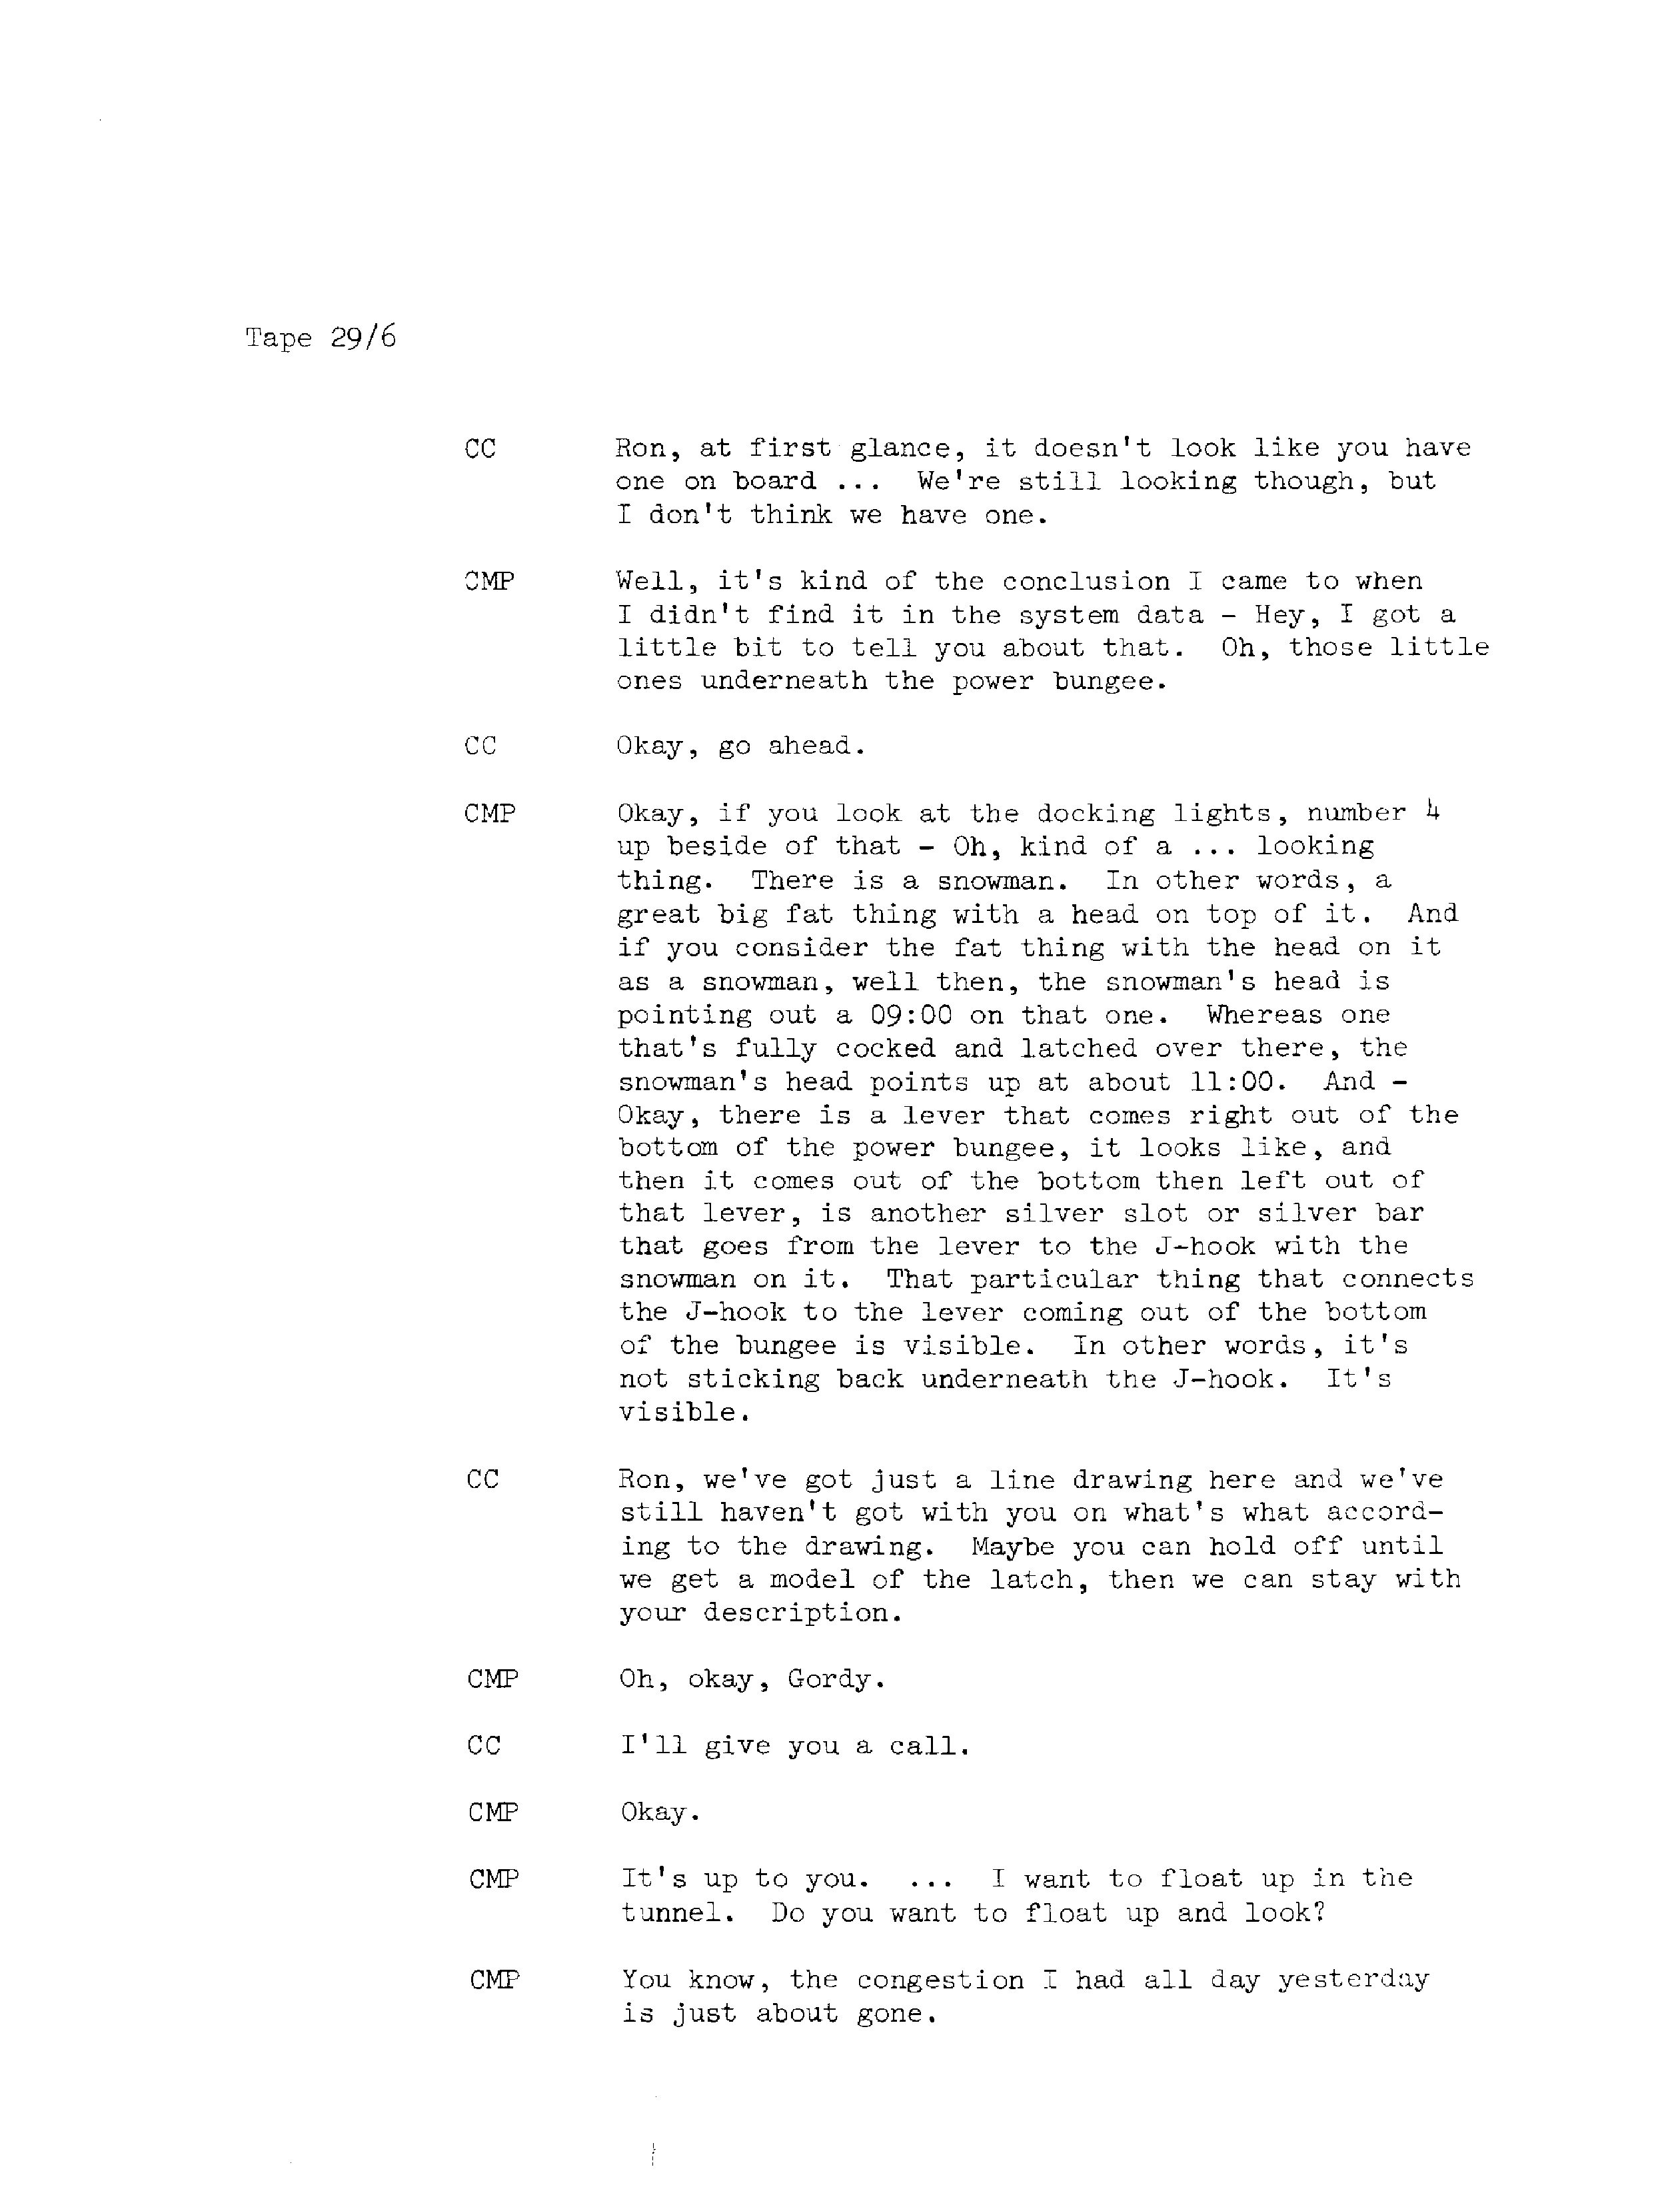 Tape 29/6
CC Ron, at first glance, it doesn't look like you have
one on board ... We're still looking though, but
I don't think we have one.
CMP Well, it's kind of the conclusion I came to when
I didn't find it in the system data - Hey, I got a
little bit to tell you about that. Oh, those little
ones underneath the power bungee.
CC Okay, go ahead.
CMP Okay, if you look at the docking lights, number 4
up beside of that - Oh, kind of a ... looking
thing. There is a snowman. In other words, a
great big fat thing with a head on top of it. And
if you consider the fat thing with the head on it
as a snowman, well then, the snowman's head is
pointing out a 09:00 on that one. Whereas one
that's fully cocked and latched over there, the
snowman's head points up at about 11:00. And -
Okay, there is a lever that comes right out of the
bottom of the power bungee, it looks like, and
then it comes out of the bottom then left out of
that lever, is another silver slot or silver bar
that goes from the lever to the J-hook with the
snowman on it. That particular thing that connects
the J-hook to the lever coming out of the bottom
of the bungee is visible. In other words, it's
not sticking back underneath the J-hook. It's
visible.
CC Ron, we've got just a line drawing here and we've
still haven't got with you on what's what accord-
ing to the drawing. Maybe you can hold off until
we get a model of the latch, then we can stay with
your description.
CMP Oh, okay, Gordy.
CC I'll give you a call.
CMP Okay.
CMP It's up to you. ... I want to float up in the
tunnel. Do you want to float up and look?
CMP You know, the congestion I had all day yesterday
is just about gone.